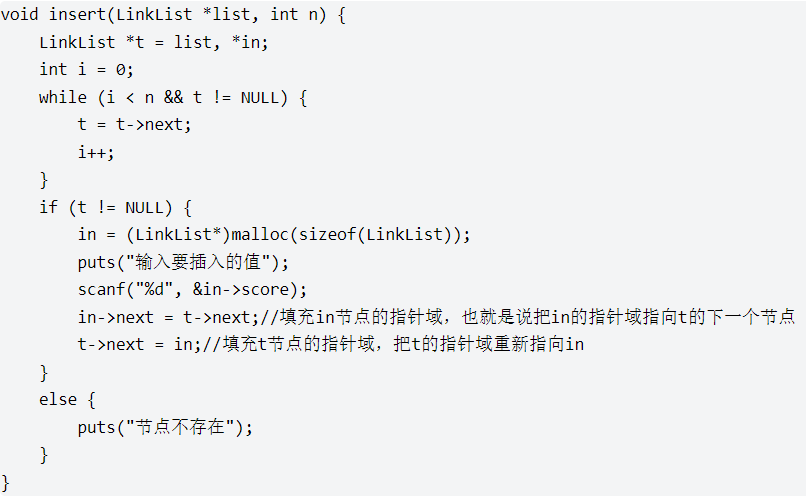 void insert(LinkList *list, int n) {
    LinkList *t = list, *in;
    int i = 0;
    while (i < n && t != NULL) {
        t = t->next;
        i++;
    }
    if (t != NULL) {
        in = (LinkList*)malloc(sizeof(LinkList));
        puts("输入要插入的值");
        scanf("%d", &in->score);
        in->next = t->next;//填充in节点的指针域，也就是说把in的指针域指向t的下一个节点
        t->next = in;//填充t节点的指针域，把t的指针域重新指向in
    }
    else {
        puts("节点不存在");
    }
}